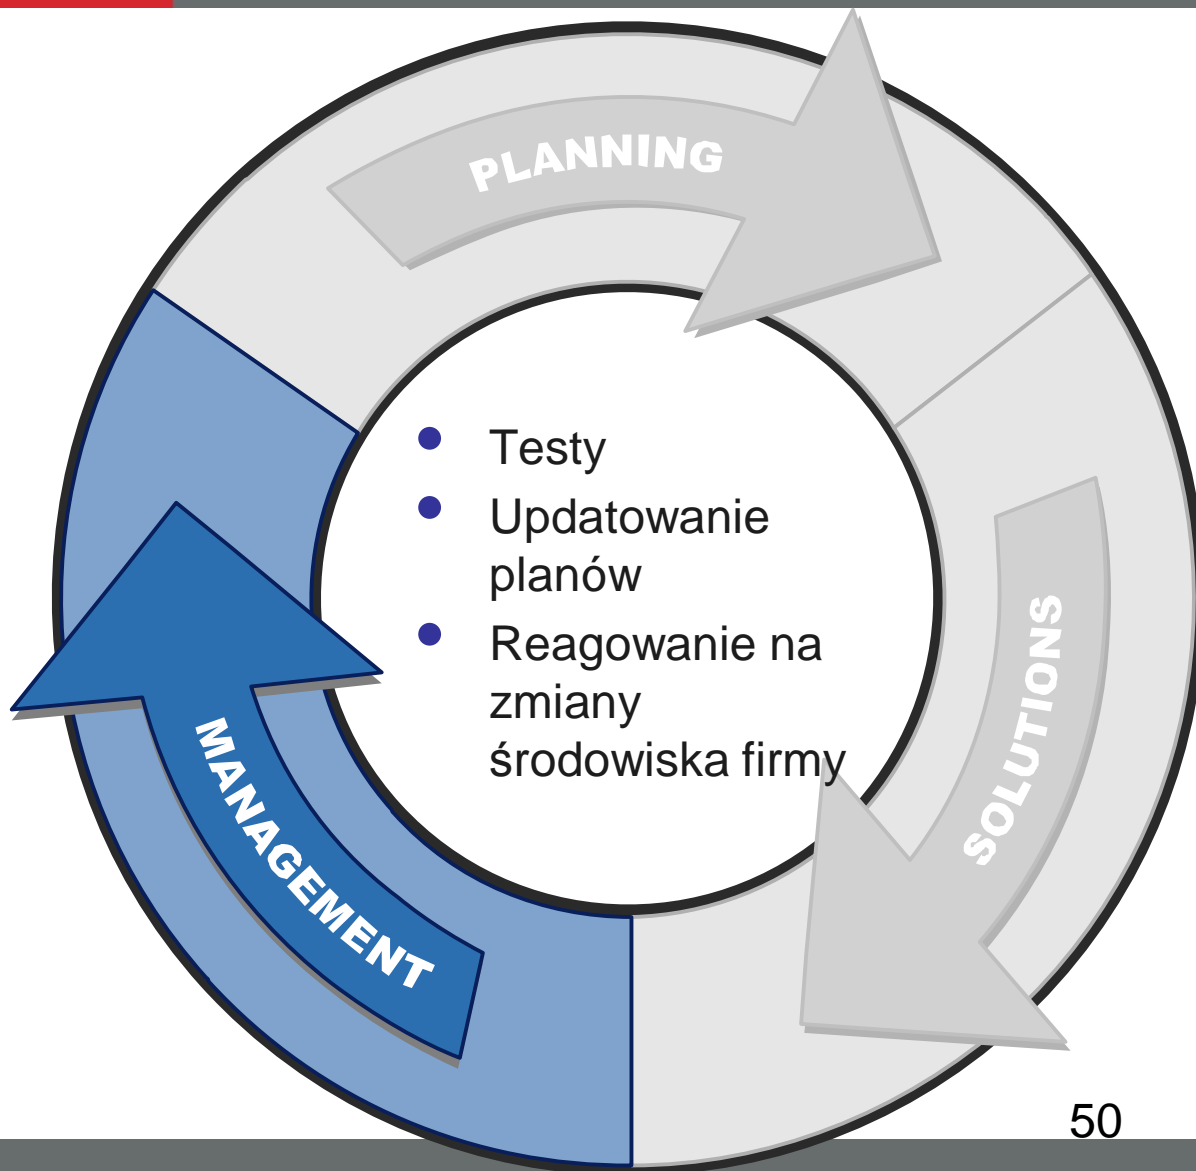 PLANNING
Testy
Updatowanie
planów
Reagowanie na
zmiany
środowiska firmy
SOLUTIONS
MANAGEMENT
50